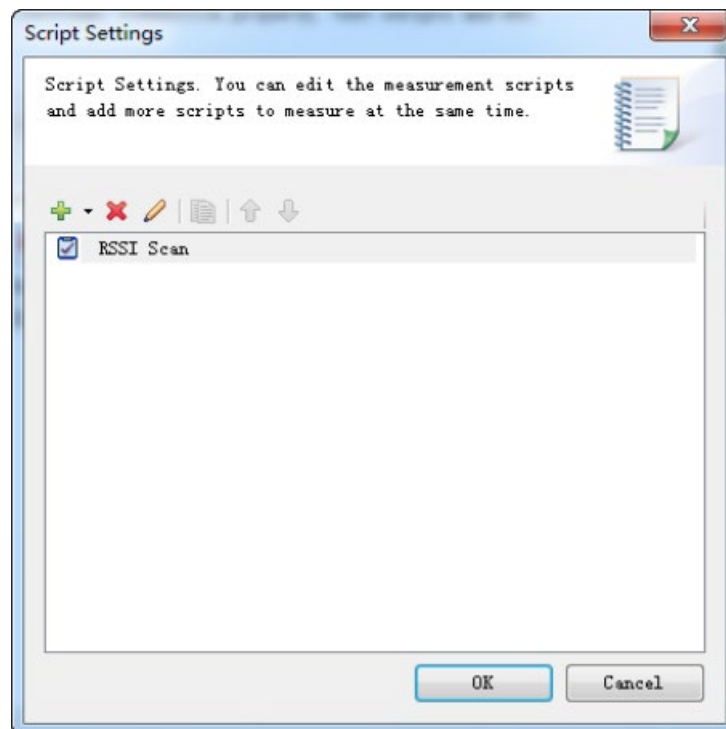 Script Settings
Script Settings. You can edit the measurement scripts
and add more scripts to measure at the same time.
RSSI Scan
OK
Cancel